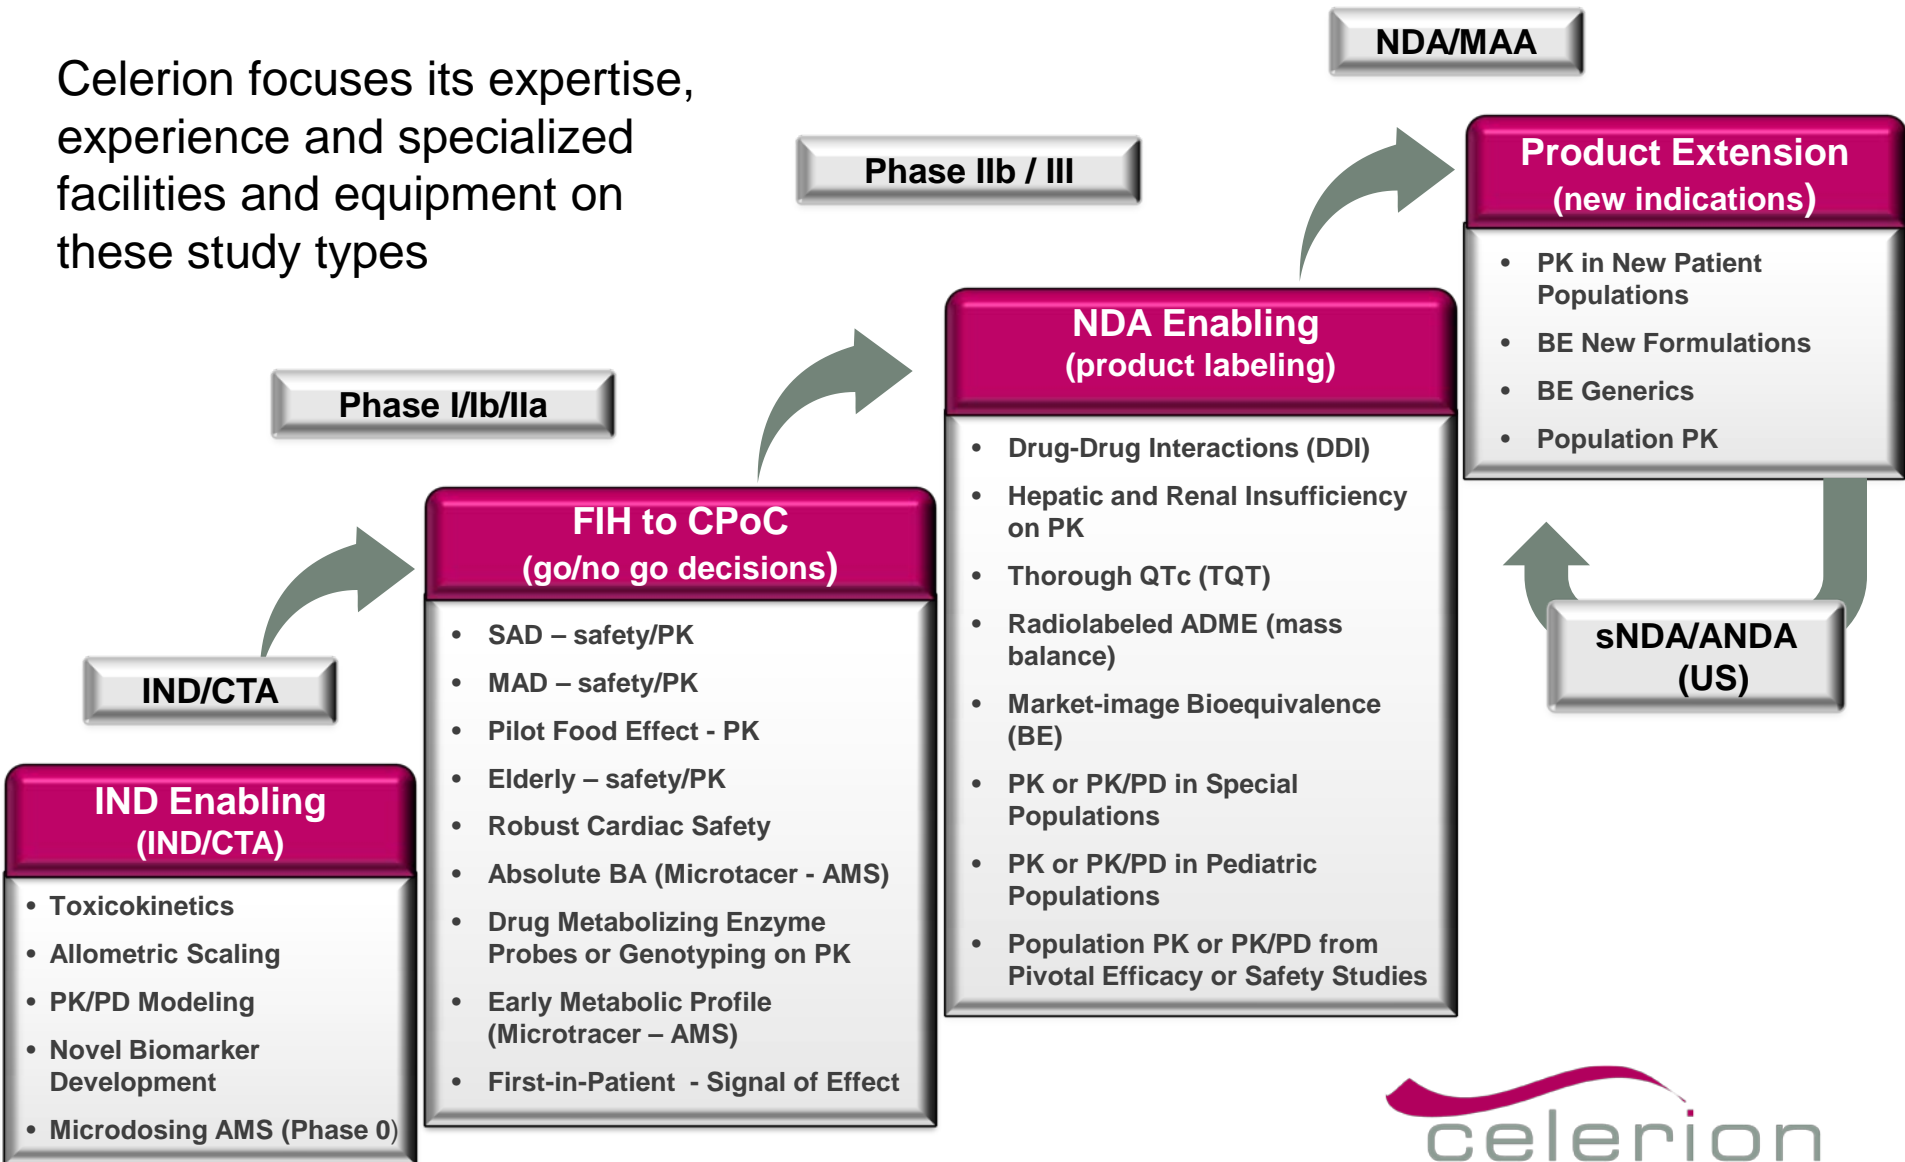 Celerion focuses its expertise,
experience and specialized
facilities and equipment on
these study types
IND/CTA
IND Enabling
(IND/CTA)
• Toxicokinetics
• Allometric Scaling
• PK/PD Modeling
• Novel Biomarker
Development
• Microdosing AMS (Phase 0)
Phase I/Ib/IIa
FIH to CPoC
(go/no go decisions)
• SAD – safety/PK
• MAD – safety/PK
• Pilot Food Effect - PK
• Elderly – safety/PK
• Robust Cardiac Safety
• Absolute BA (Microtacer - AMS)
• Drug Metabolizing Enzyme
Probes or Genotyping on PK
• Early Metabolic Profile
(Microtracer – AMS)
• First-in-Patient - Signal of Effect
Phase IIb / III
NDA Enabling
(product labeling)
• Drug-Drug Interactions (DDI)
• Hepatic and Renal Insufficiency
on PK
• Thorough QTc (TQT)
• Radiolabeled ADME (mass
balance)
• Market-image Bioequivalence
(BE)
• PK or PK/PD in Special
Populations
• PK or PK/PD in Pediatric
Populations
• Population PK or PK/PD from
Pivotal Efficacy or Safety Studies
NDA/MAA
Product Extension
(new indications)
• PK in New Patient
Populations
• BE New Formulations
• BE Generics
• Population PK
sNDA/ANDA
(US)
celerion